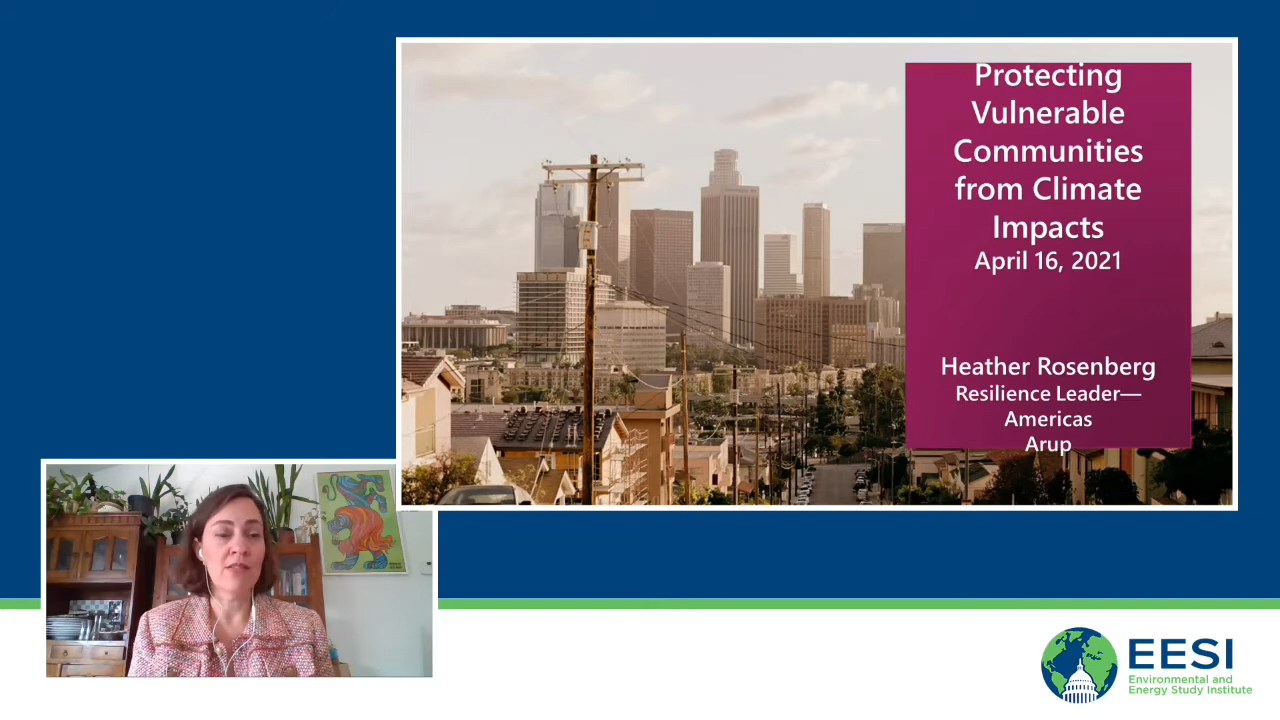 Protecting
Vulnerable
Communities
from Climate
Impacts
April 16, 2021
Heather Rosenberg
Resilience Leader—
Americas
Arup
EESI
Environmental and
Energy Study Institute